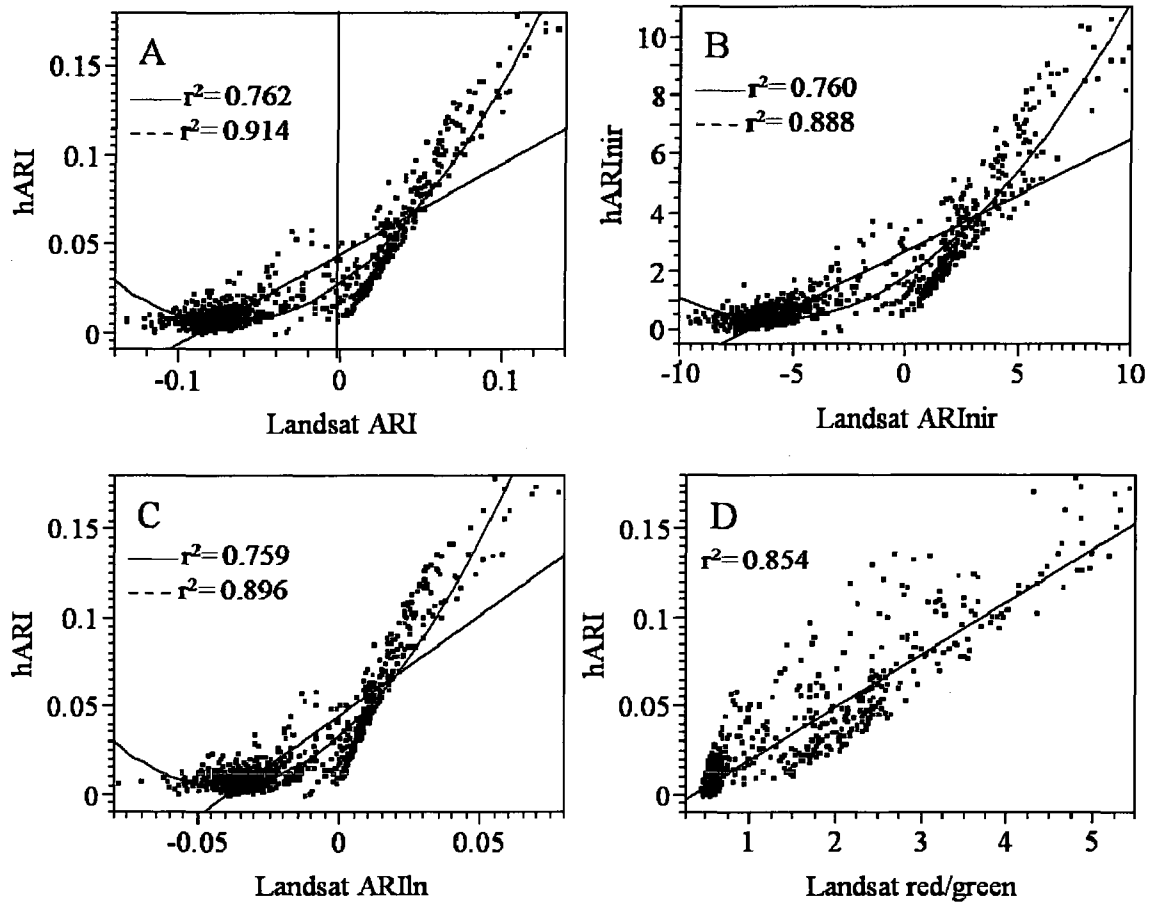 A
r²=0.762
r²=0.914
hARI
0.15
0.1
0.05
0
-0.1
0
0.1
Landsat ARI
B
r²=0.760
r²=0.888
hARInir
10
8
6
4
2
0
-10
-5
0
5
10
Landsat ARInir
C
r²=0.759
r²=0.896
hARI
0.15
0.1
0.05
0
-0.05
0
0.05
Landsat ARIln
D
r²=0.854
hARI
0.15
0.1
0.05
0
1
2
3
4
5
Landsat red/green